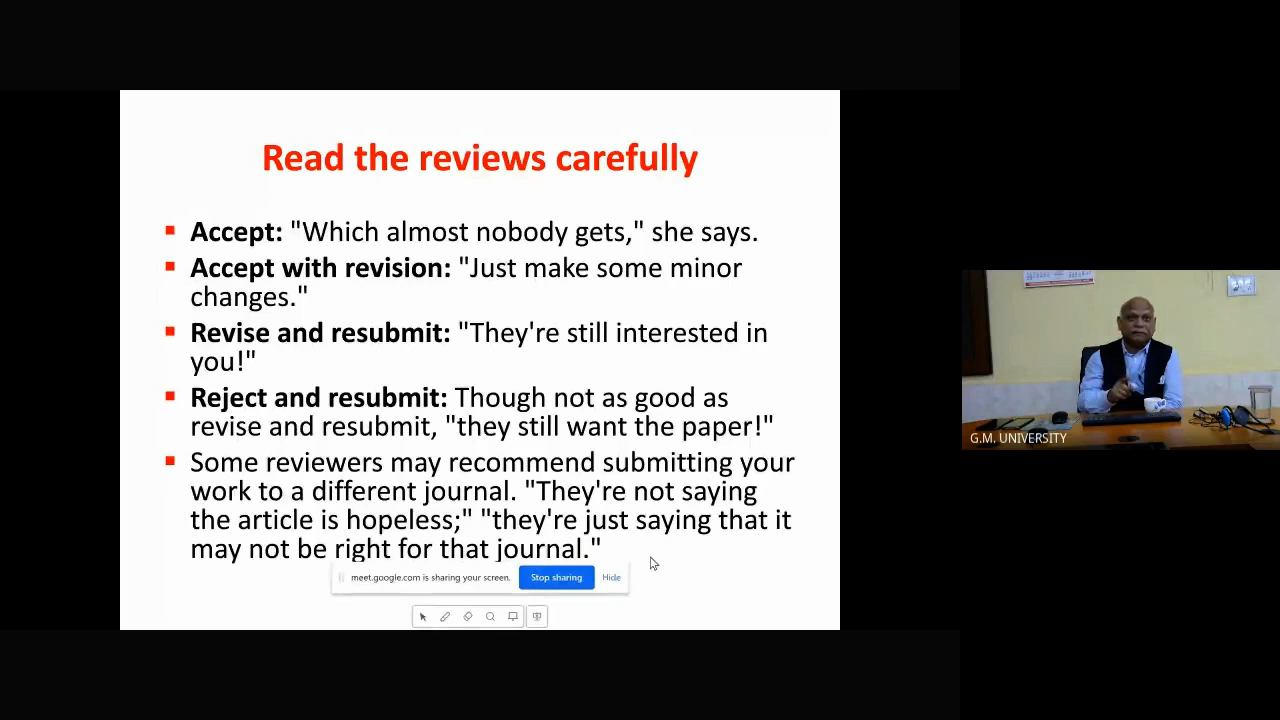 Read the reviews carefully
Accept: "Which almost nobody gets," she says.
Accept with revision: "Just make some minor
changes."
Revise and resubmit: "They're still interested in
you!"
Reject and resubmit: Though not as good as
revise and resubmit, "they still want the paper!"
Some reviewers may recommend submitting your
work to a different journal. "They're not saying
the article is hopeless;" "they're just saying that it
may not be right for that journal."
meet.google.com is sharing your screen.
Stop sharing
Hide
G.M. UNIVERSITY